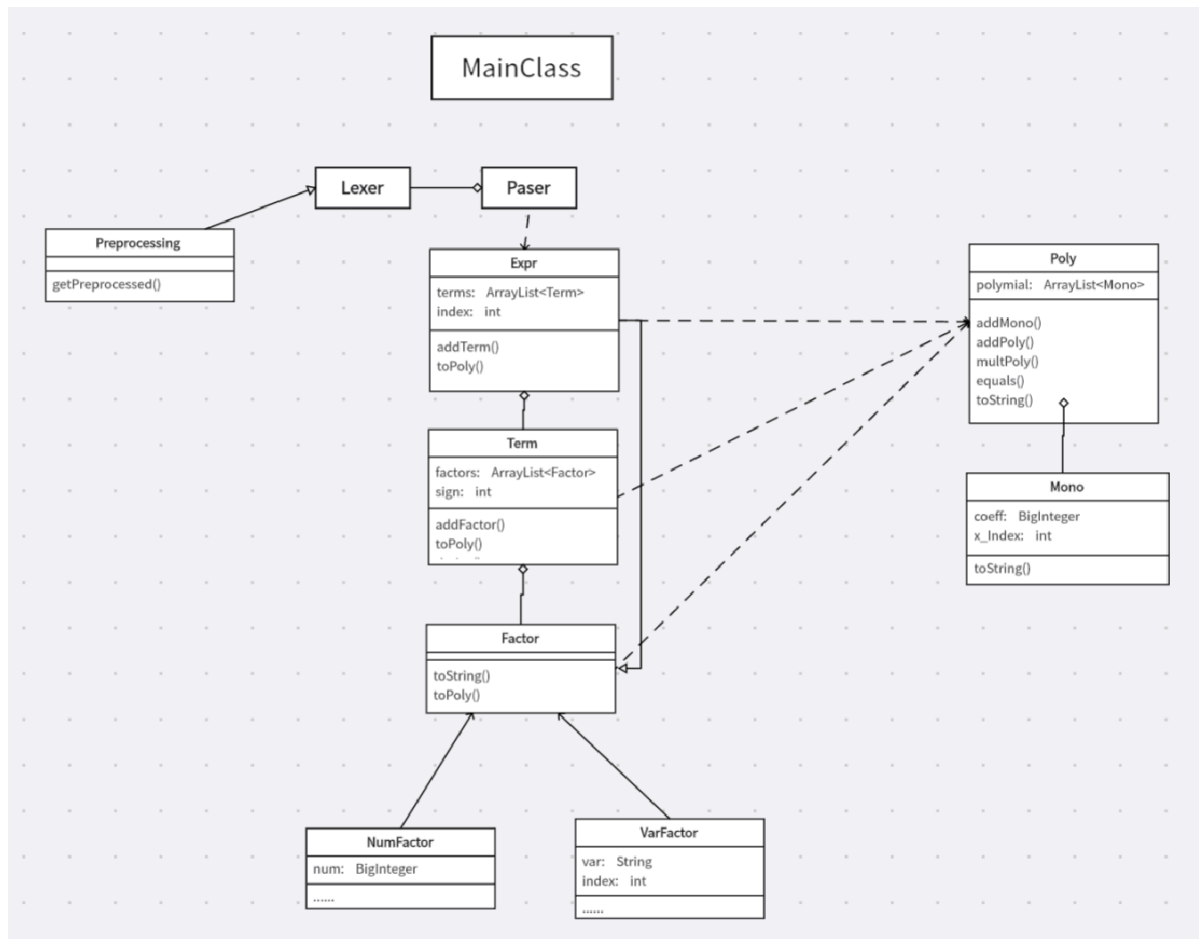 MainClass
Lexer
Paser
Preprocessing
getPreprocessed()
Expr
terms: ArrayList<Term>
index: int
addTerm()
toPoly()
Poly
polymial: ArrayList<Mono>
addMono()
addPoly()
multPoly()
equals()
toString()
Term
factors: ArrayList<Factor>
sign: int
addFactor()
toPoly()
Mono
coeff: BigInteger
x_Index: int
toString()
Factor
toString()
toPoly()
NumFactor
num: BigInteger
......
VarFactor
var: String
index: int
......